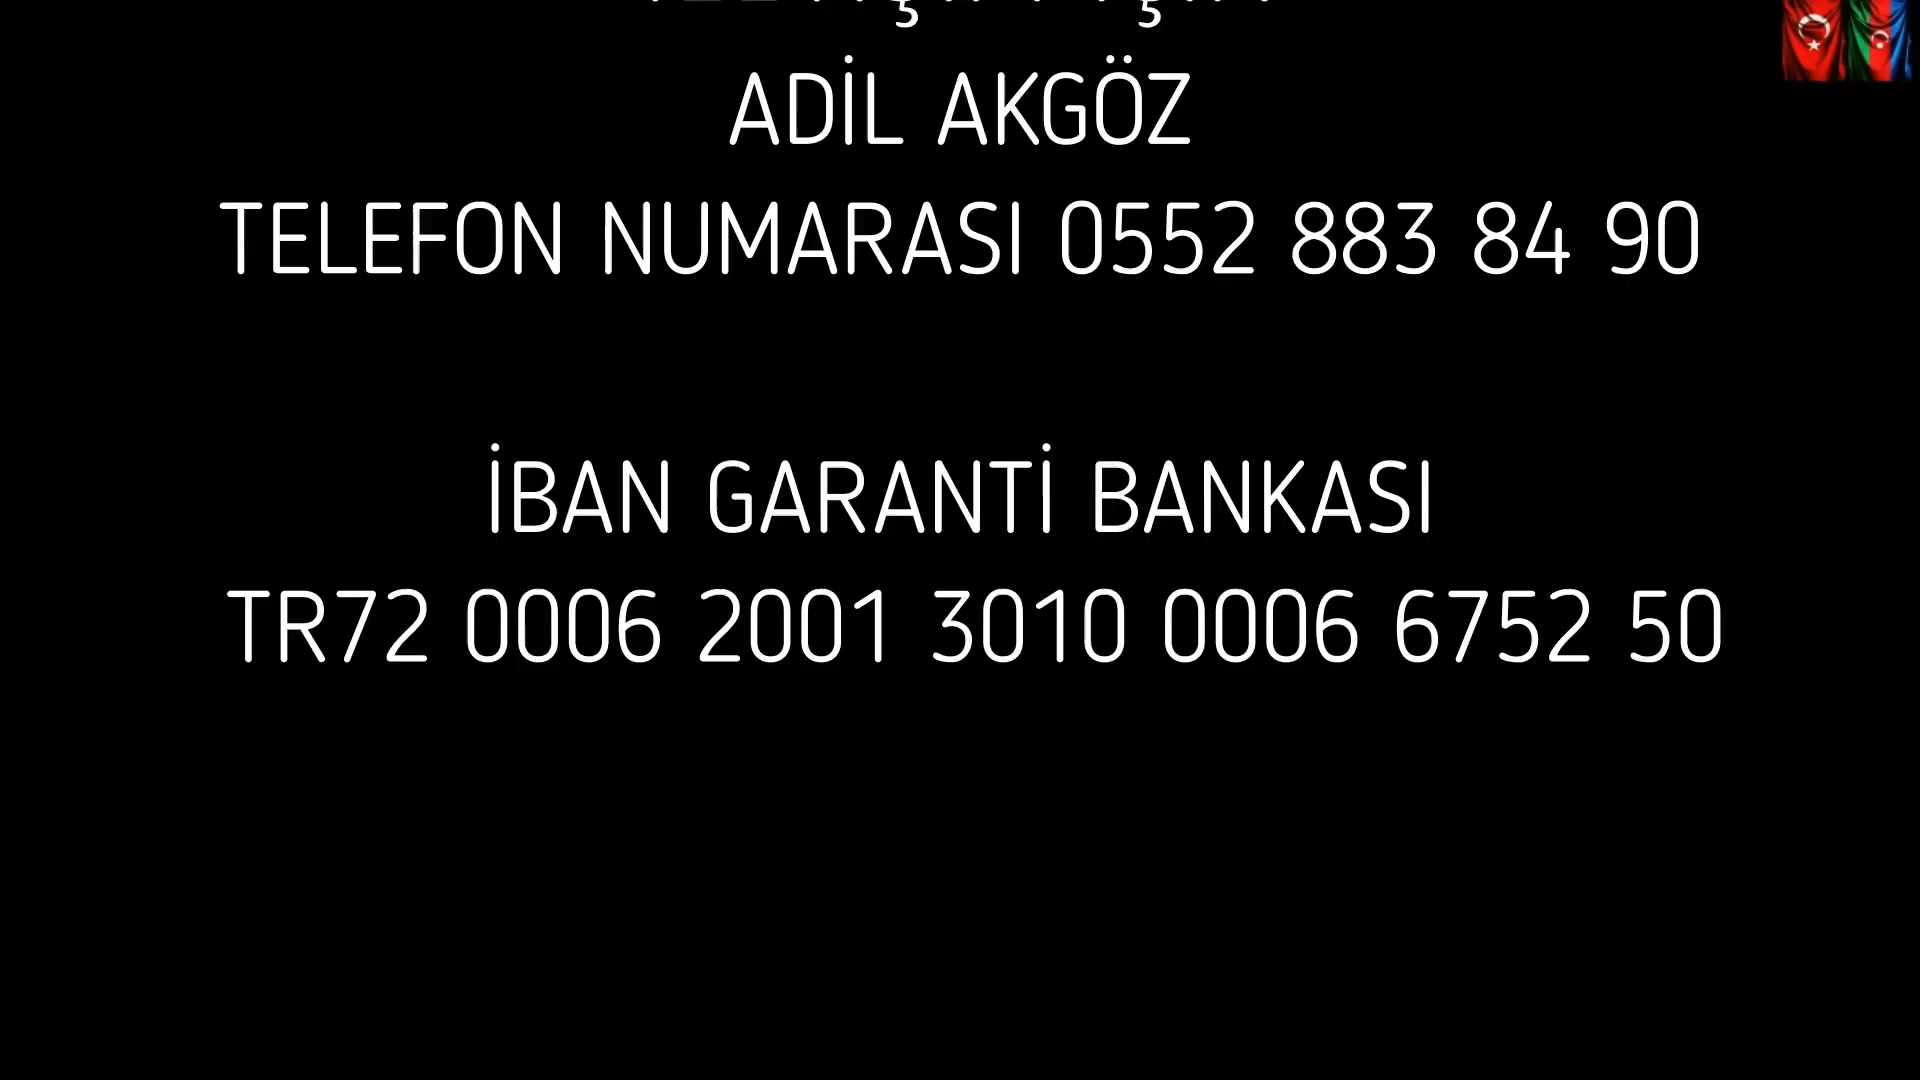 ADİL AKGÖZ
TELEFON NUMARASI 0552 883 84 90
İBAN GARANTİ BANKASI
TR72 0006 2001 3010 0006 6752 50